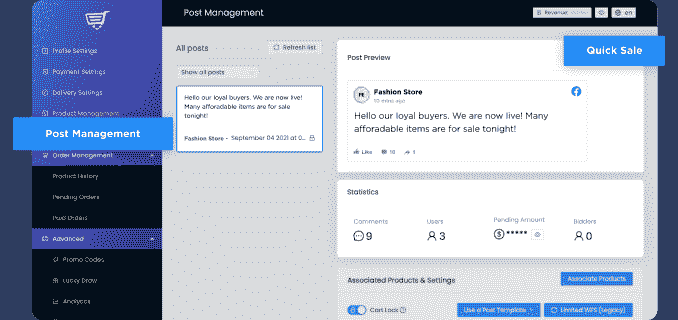 Post Management
Revenue
en
Profile Settings
Payment Settings
Delivery Settings
Product Management
Post Management
Order Management
Product History
Pending Orders
Paid Orders
Advanced
Promo Codes
Lucky Draw
Analytics
All posts
Refresh list
Show all posts
Hello our loyal buyers. We are now live!
Many afforadable items are for sale
tonight!
Fashion Store - September 04 2021 at 0...
Quick Sale
Post Preview
Fashion Store
10 mins ago
Hello our loyal buyers. We are now live! Many
afforadable items are for sale tonight!
Like 10 1
Statistics
Comments
9
Users
3
Pending Amount
*****
Bidders
0
Associated Products & Settings
Associate Products
Cart Lock
Use a Post Template
Limited WPS (Legacy)